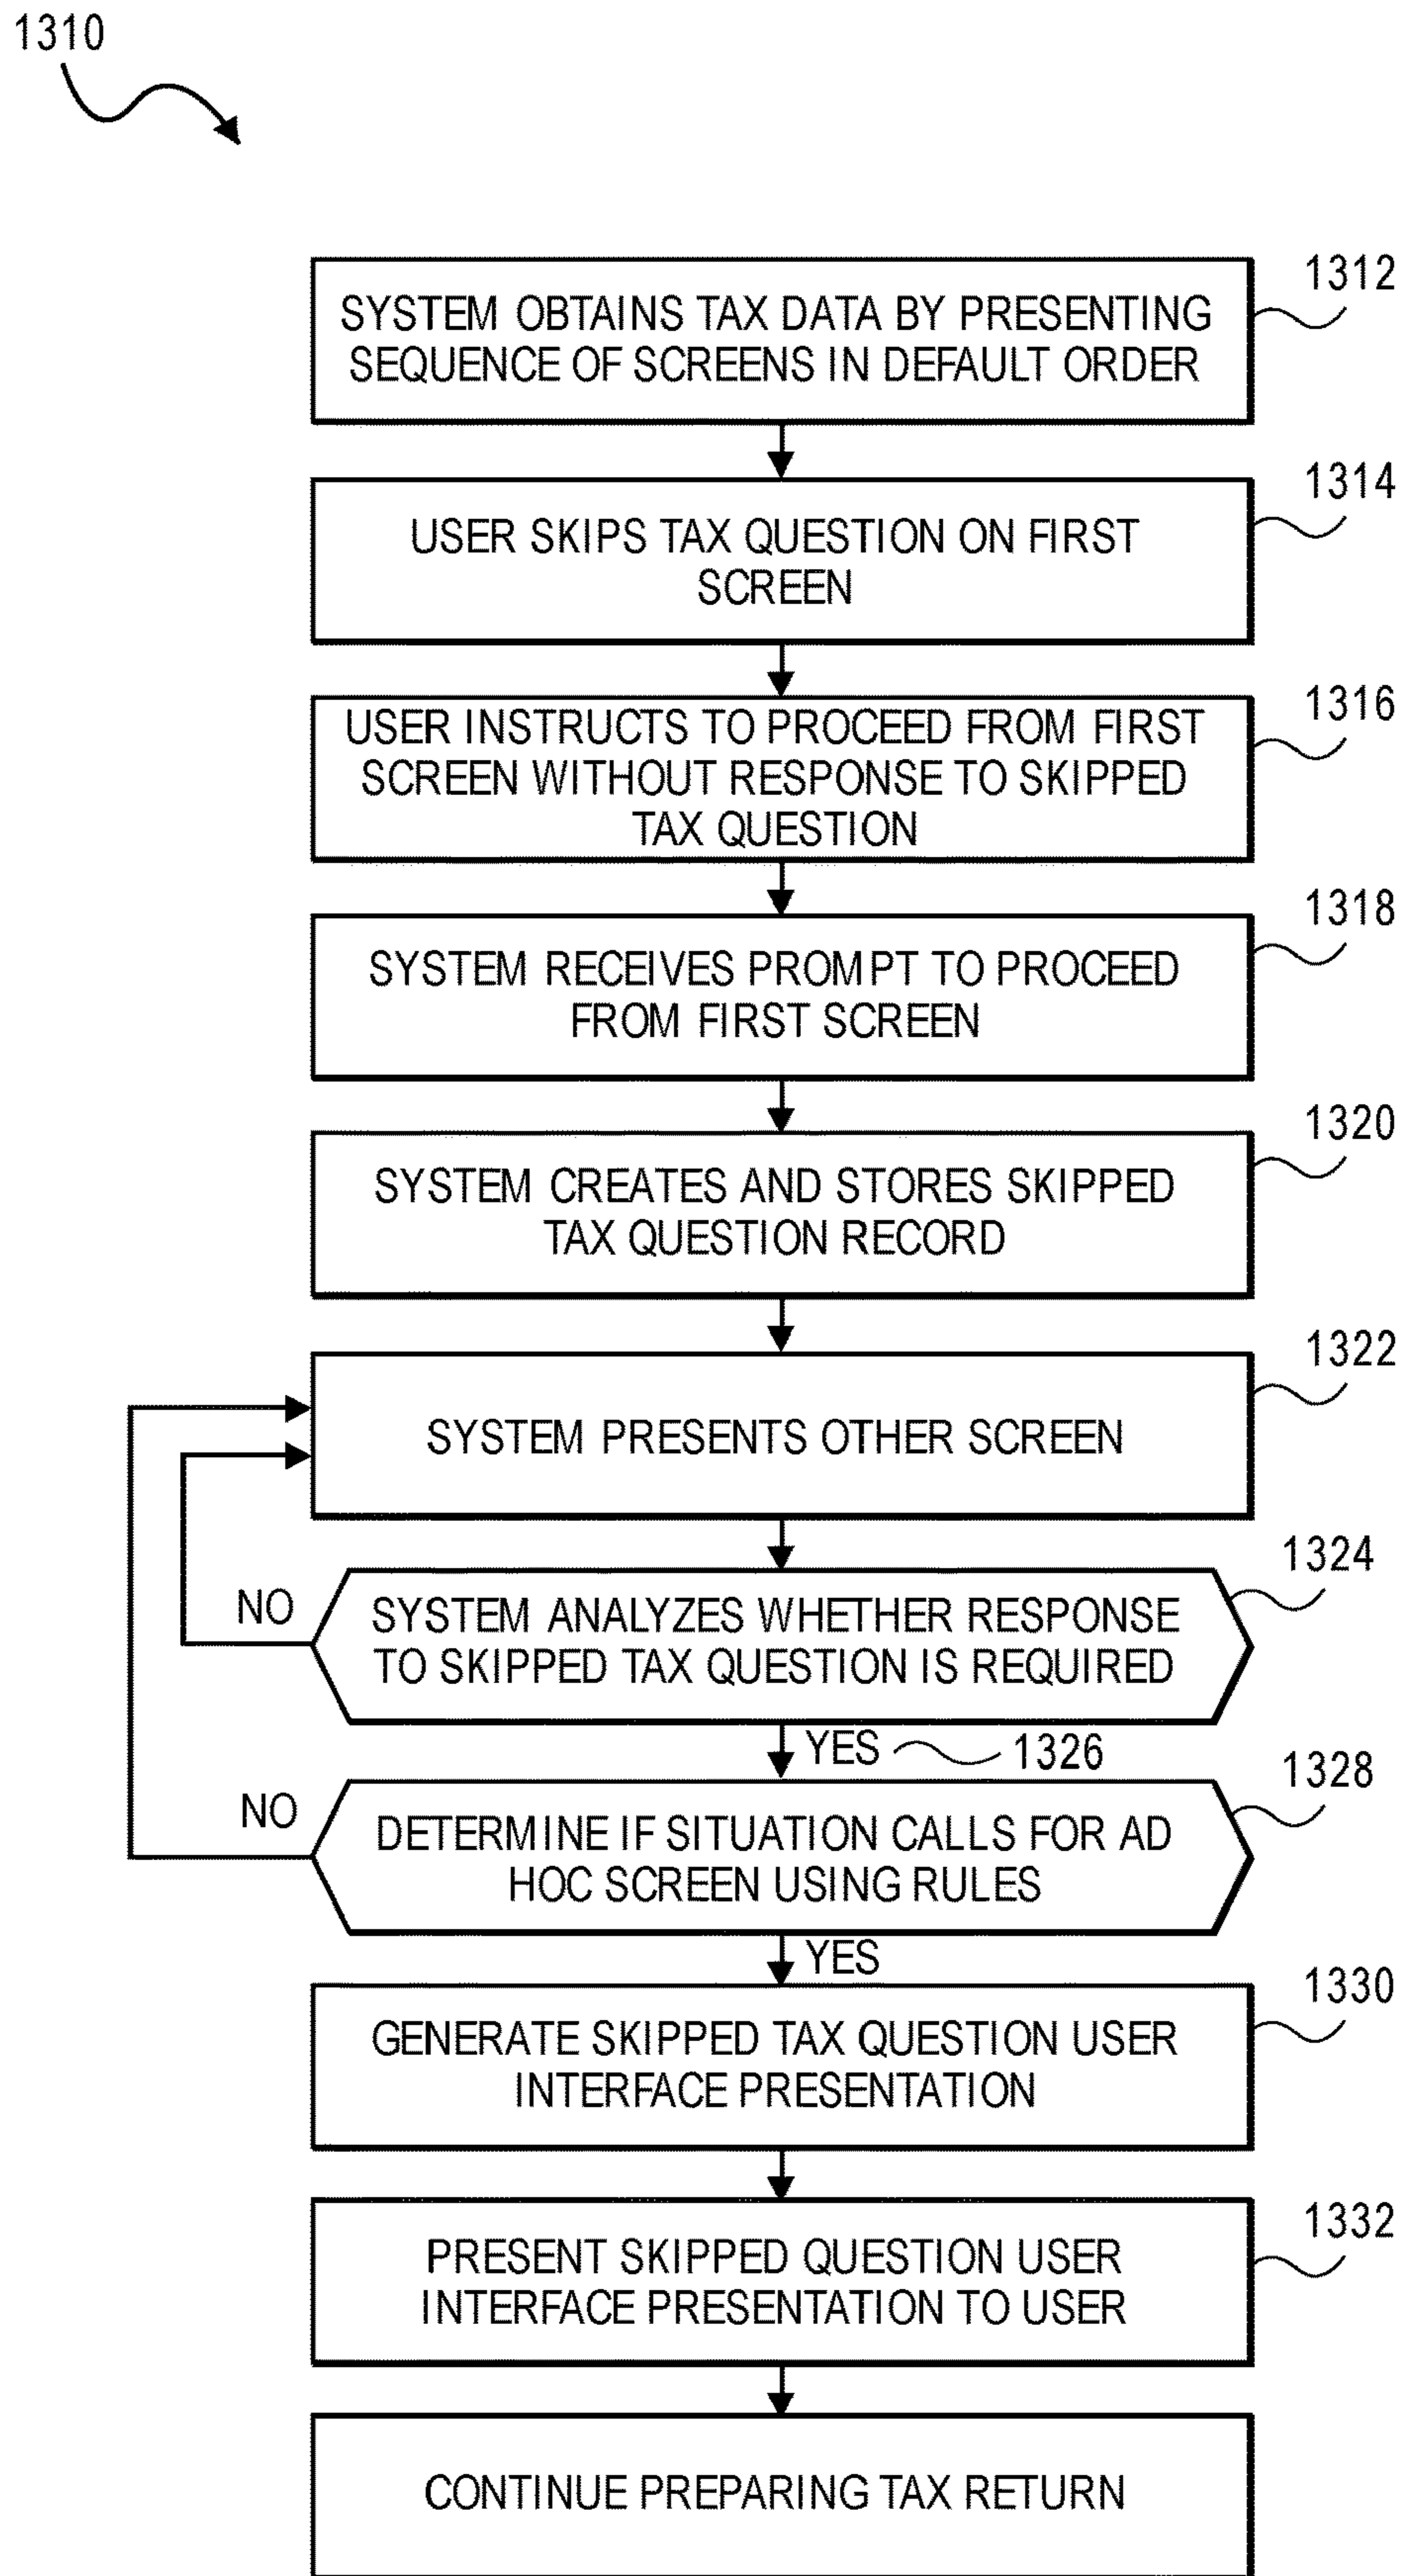 1310
SYSTEM OBTAINS TAX DATA BY PRESENTING
SEQUENCE OF SCREENS IN DEFAULT ORDER
1312
USER SKIPS TAX QUESTION ON FIRST
SCREEN
1314
USER INSTRUCTS TO PROCEED FROM FIRST
SCREEN WITHOUT RESPONSE TO SKIPPED
TAX QUESTION
1316
SYSTEM RECEIVES PROMPT TO PROCEED
FROM FIRST SCREEN
1318
SYSTEM CREATES AND STORES SKIPPED
TAX QUESTION RECORD
1320
SYSTEM PRESENTS OTHER SCREEN
1322
SYSTEM ANALYZES WHETHER RESPONSE
TO SKIPPED TAX QUESTION IS REQUIRED
1324
NO
YES
1326
DETERMINE IF SITUATION CALLS FOR AD
HOC SCREEN USING RULES
1328
NO
YES
GENERATE SKIPPED TAX QUESTION USER
INTERFACE PRESENTATION
1330
PRESENT SKIPPED QUESTION USER
INTERFACE PRESENTATION TO USER
1332
CONTINUE PREPARING TAX RETURN